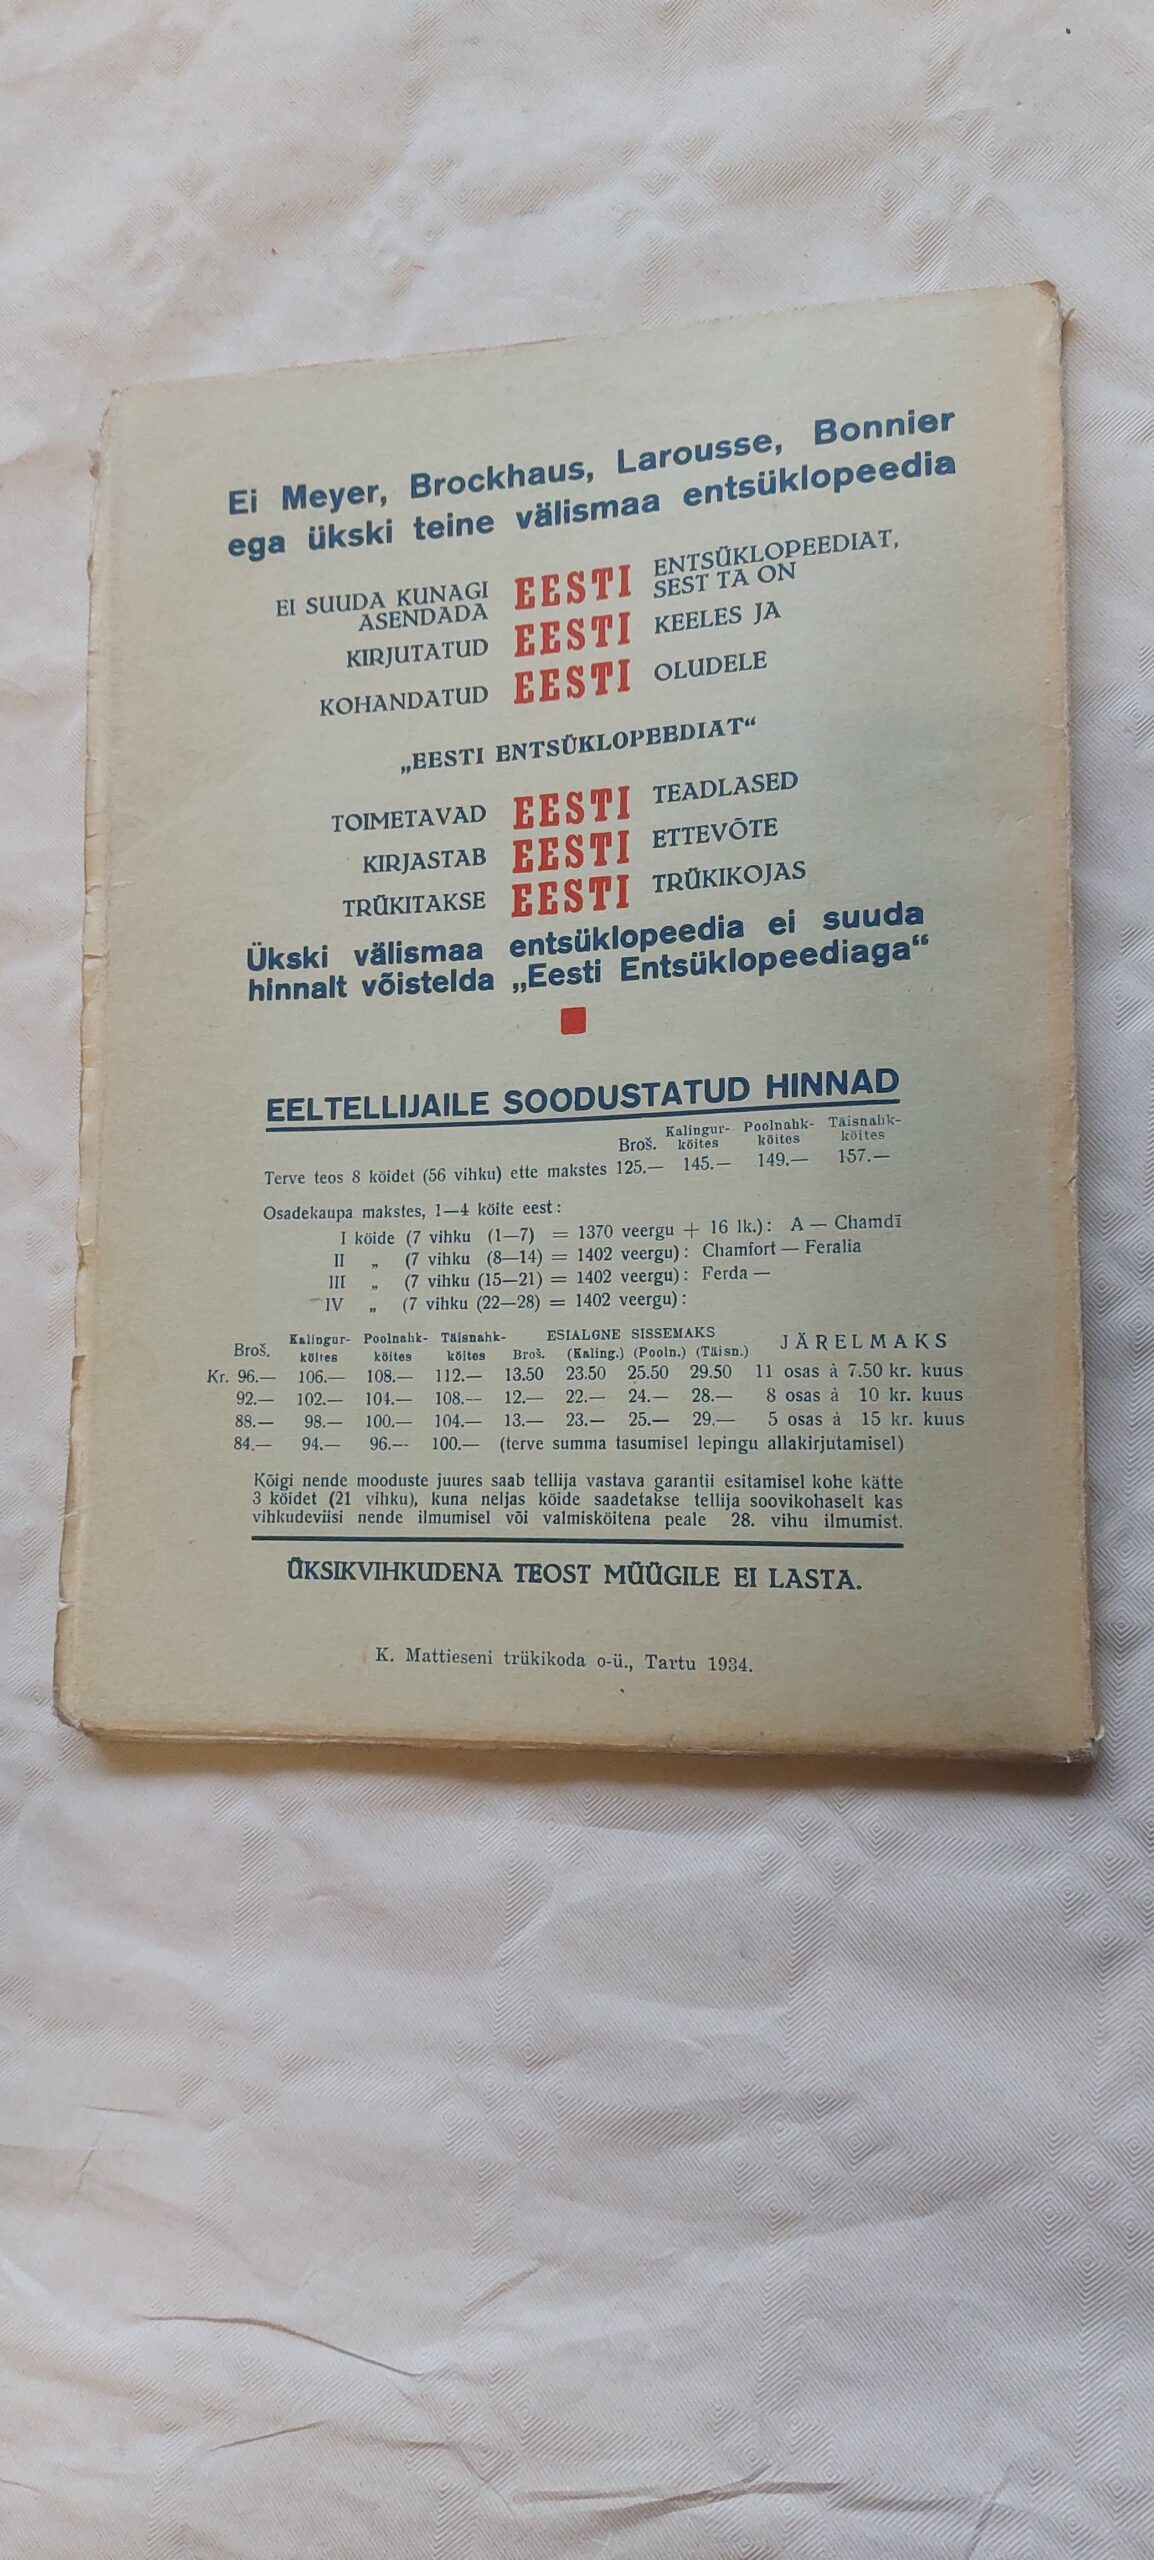 Ei Meyer, Brockhaus, Larousse, Bonnier
ega ükski teine välismaa entsüklopeedia
EI SUUDA KUNAGI ASENDADA EESTI ENTSÜKLOPEEDIAT, SEST TA ON
KIRJUTATUD EESTI KEELES JA
KOHANDATUD EESTI OLUDELE
„EESTI ENTSÜKLOPEEDIAT“
TOIMETAVAD EESTI TEADLASED
KIRJASTAB EESTI ETTEVÕTE
TRÜKITAKSE EESTI TRÜKIKOJAS
Ükski välismaa entsüklopeedia ei suuda
hinnalt võistelda „Eesti Entsüklopeediaga“
EELTELLIJAILE SOODUSTATUD HINNAD
Broš. Kalingur-köites Poolnahk-köites Täisnahk-köites
Terve teos 8 köidet (56 vihku) ette makstes 125.— 145.— 149.— 157.—
Osadekaupa makstes, 1—4 köite eest:
I köide (7 vihku (1—7) = 1370 veergu + 16 lk.): A — Chamdī
II „ (7 vihku (8—14) = 1402 veergu): Chamfort — Feralia
III „ (7 vihku (15—21) = 1402 veergu): Ferda —
IV „ (7 vihku (22—28) = 1402 veergu):
Broš. Kalingur-köites Poolnahk-köites Täisnahk-köites ESIALGNE SISSEMAKS Broš. (Kaling.) (Pooln.) (Täisn.) JÄRELMAKS
Kr. 96.— 106.— 108.— 112.— 13.50 23.50 25.50 29.50 11 osas à 7.50 kr. kuus
92.— 102.— 104.— 108.— 12.— 22.— 24.— 28.— 8 osas à 10 kr. kuus
88.— 98.— 100.— 104.— 13.— 23.— 25.— 29.— 5 osas à 15 kr. kuus
84.— 94.— 96.— 100.— (terve summa tasumisel lepingu allakirjutamisel)
Kõigi nende mooduste juures saab tellija vastava garantii esitamisel kohe kätte
3 köidet (21 vihku), kuna neljas köide saadetakse tellija soovikohaselt kas
vihkudeviisi nende ilmumisel või valmisköitena peale 28. vihu ilmumist.
ÜKSIKVIHKUDENA TEOST MÜÜGILE EI LASTA.
K. Mattieseni trükikoda o-ü., Tartu 1934.